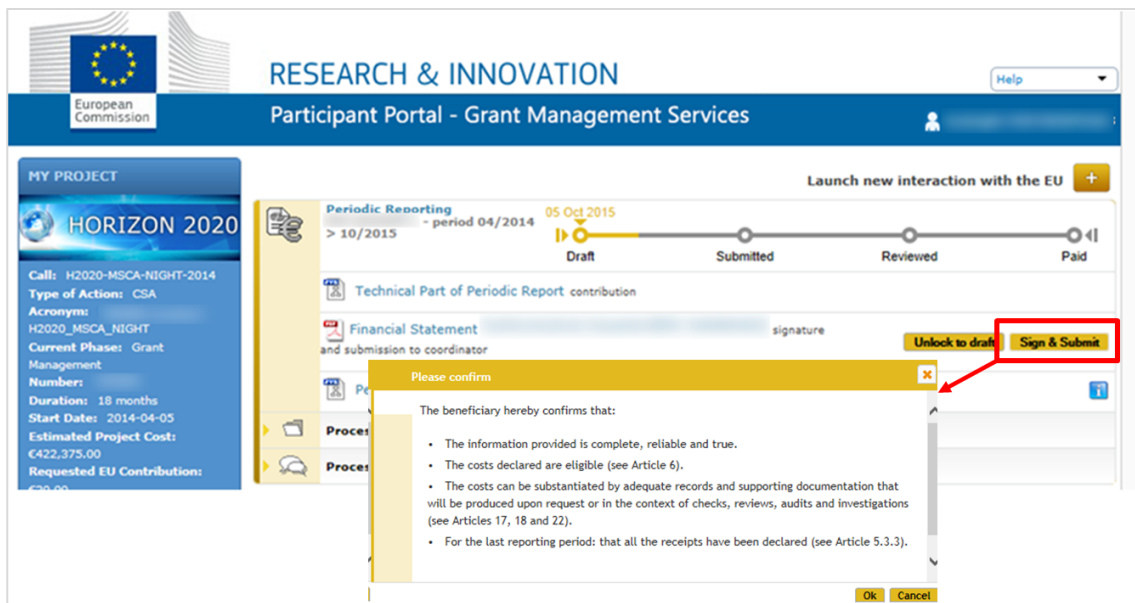 European
Commission
RESEARCH & INNOVATION
Help
Participant Portal - Grant Management Services
MY PROJECT
HORIZON 2020
Call: H2020-MSCA-NIGHT-2014
Type of Action: CSA
Acronym:
H2020_MSCA_NIGHT
Current Phase: Grant
Management
Number:
Duration: 18 months
Start Date: 2014-04-05
Estimated Project Cost:
€422,375.00
Requested EU Contribution:
Launch new interaction with the EU +
Periodic Reporting
- period 04/2014
> 10/2015
05 Oct 2015
Draft
Submitted
Reviewed
Paid
Technical Part of Periodic Report contribution
Financial Statement signature
and submission to coordinator
Unlock to draft
Sign & Submit
Please confirm
The beneficiary hereby confirms that:
• The information provided is complete, reliable and true.
• The costs declared are eligible (see Article 6).
• The costs can be substantiated by adequate records and supporting documentation that
will be produced upon request or in the context of checks, reviews, audits and investigations
(see Articles 17, 18 and 22).
• For the last reporting period: that all the receipts have been declared (see Article 5.3.3).
Ok
Cancel